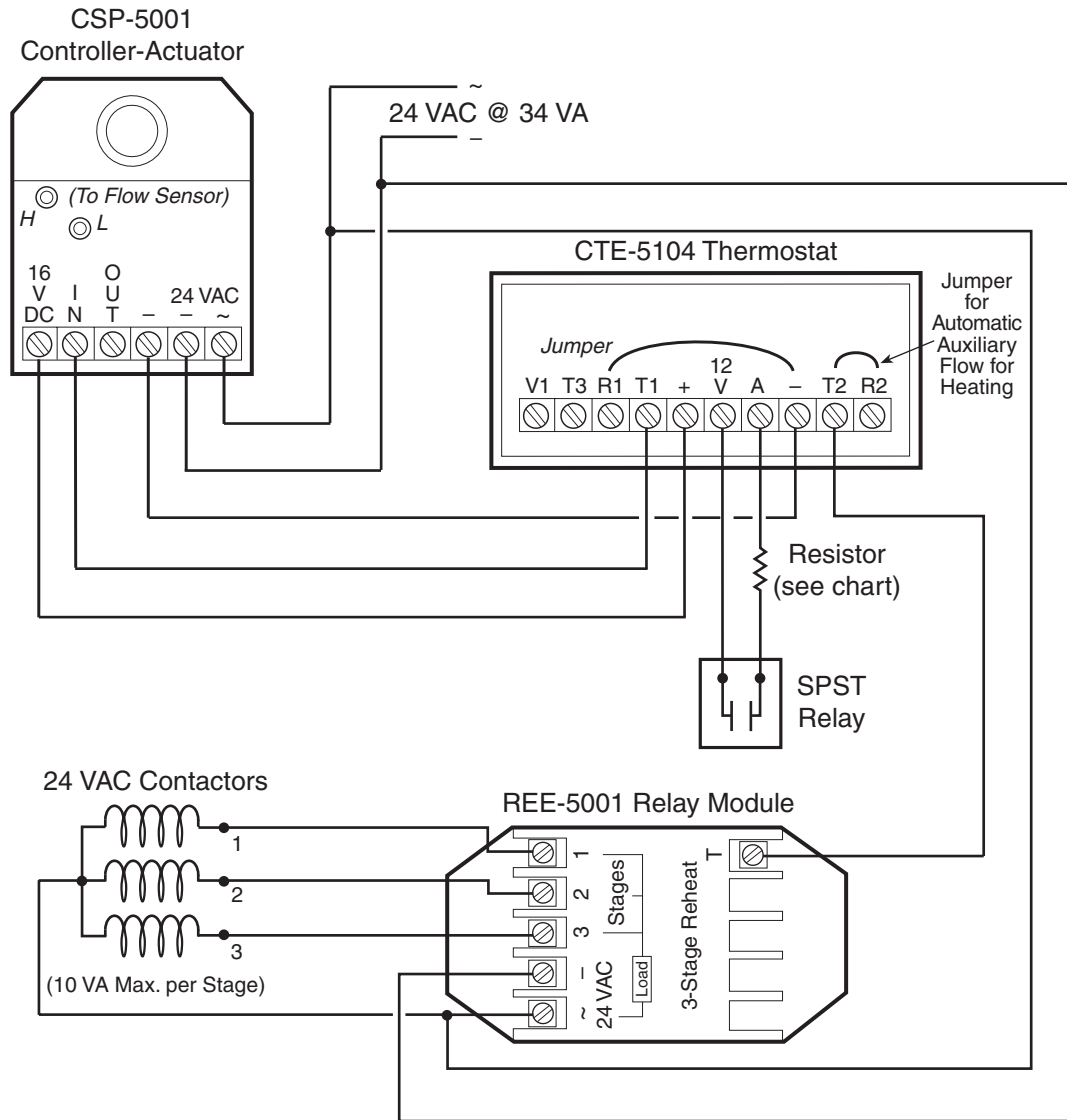 CSP-5001
Controller-Actuator
~
24 VAC @ 34 VA
–
(To Flow Sensor)
H
L
16
V
DC
I
N
O
U
T
–
24 VAC
–
~
CTE-5104 Thermostat
Jumper
for
Automatic
Auxiliary
Flow for
Heating
Jumper
V1 T3 R1 T1 + 12 V A – T2 R2
Resistor
(see chart)
SPST
Relay
24 VAC Contactors
1
2
3
(10 VA Max. per Stage)
REE-5001 Relay Module
1
2
3
–
~
Stages
24 VAC
Load
3-Stage Reheat
T